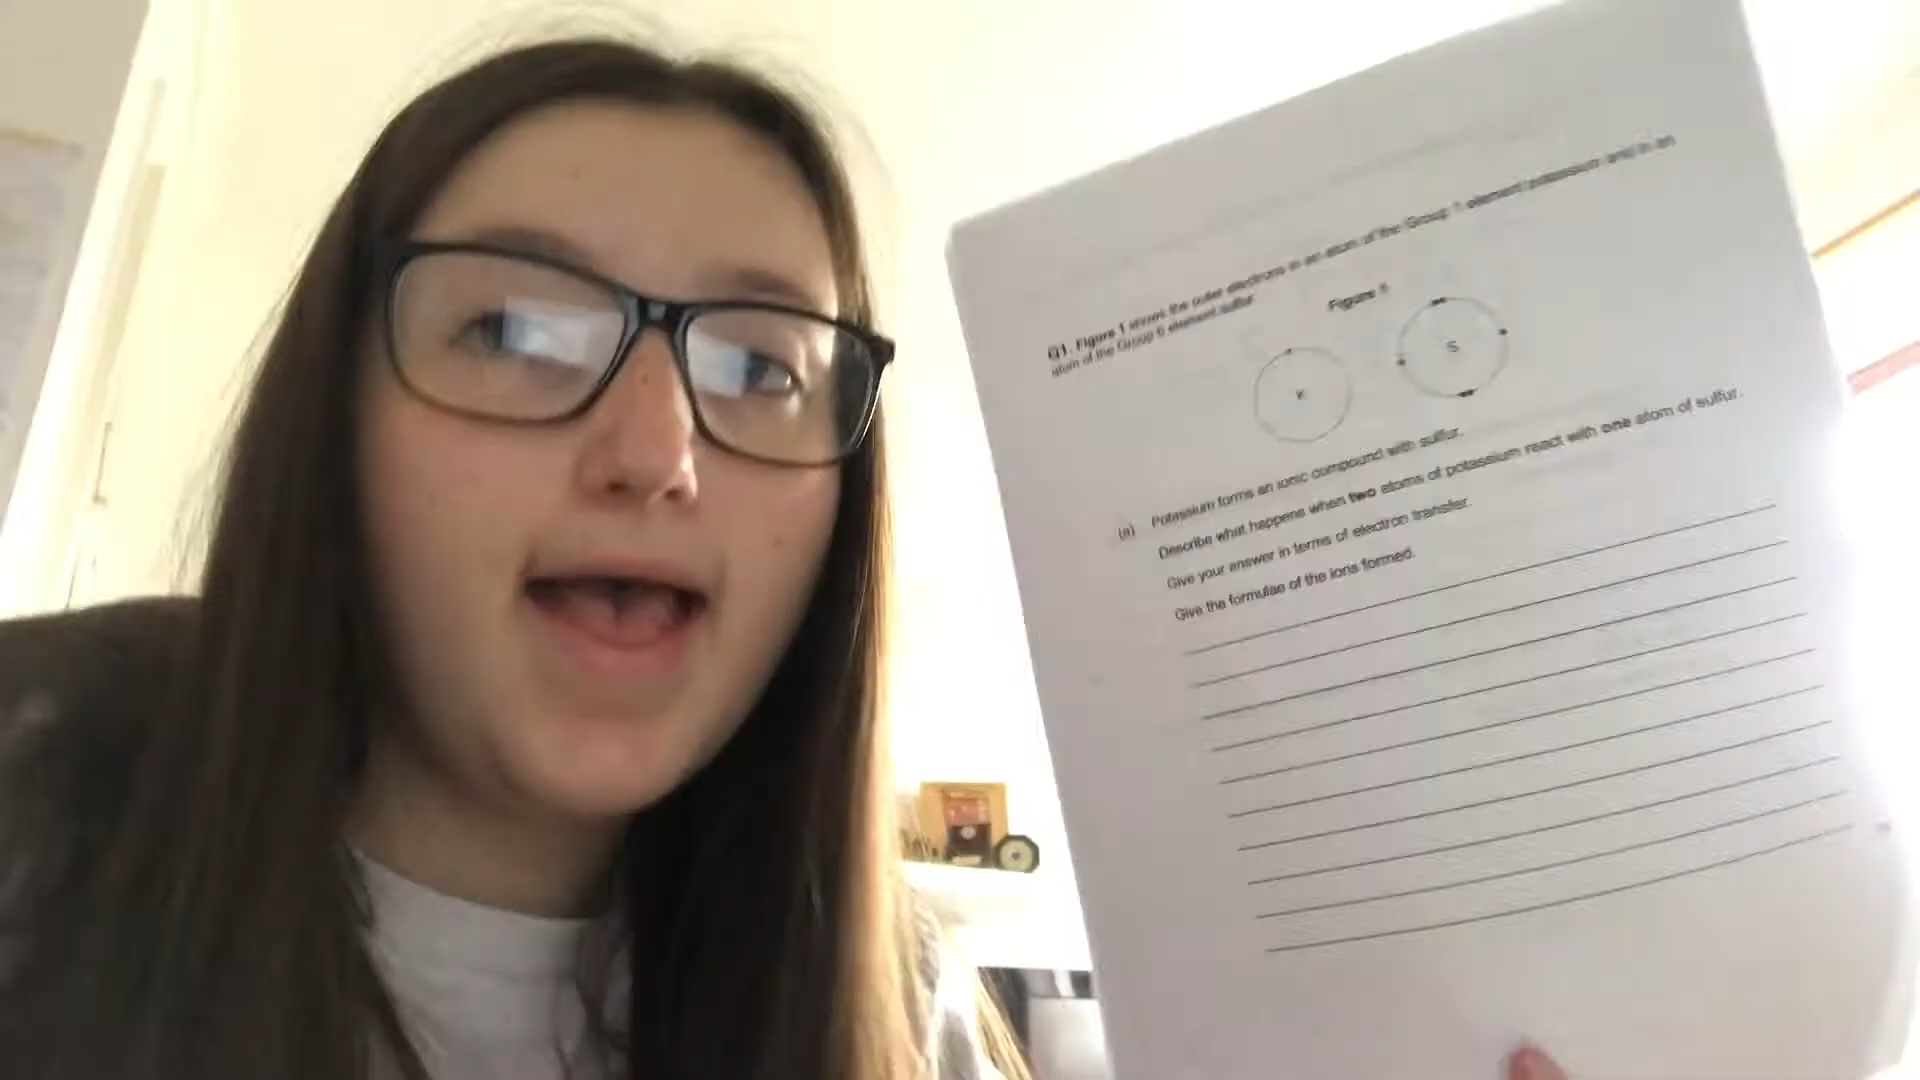 Q1. Figure 1 shows the outer electrons in an atom of the Group 1 element potassium and in an
atom of the Group 6 element sulfur.
Figure 1
K
S
(a) Potassium forms an ionic compound with sulfur.
Describe what happens when two atoms of potassium react with one atom of sulfur.
Give your answer in terms of electron transfer.
Give the formulae of the ions formed.